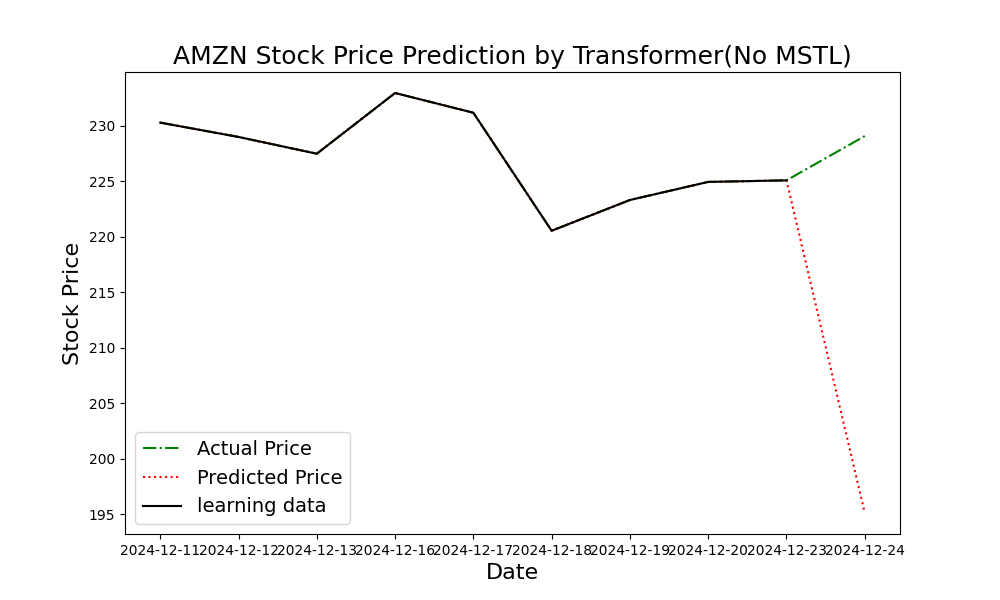 AMZN Stock Price Prediction by Transformer(No MSTL)
Stock Price
230
225
220
215
210
205
200
195
Actual Price
Predicted Price
learning data
2024-12-11 2024-12-12 2024-12-13 2024-12-16 2024-12-17 2024-12-18 2024-12-19 2024-12-20 2024-12-23 2024-12-24
Date